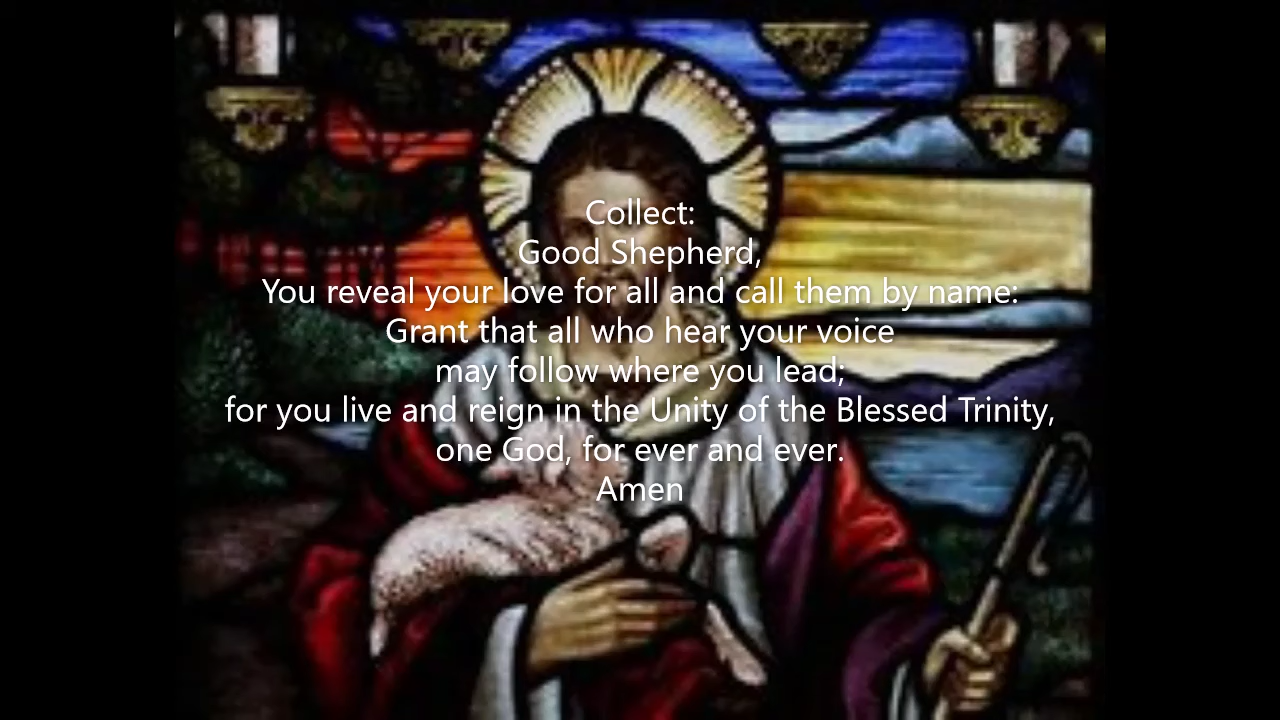 Collect:
Good Shepherd,
You reveal your love for all and call them by name:
Grant that all who hear your voice
may follow where you lead;
for you live and reign in the Unity of the Blessed Trinity,
one God, for ever and ever.
Amen